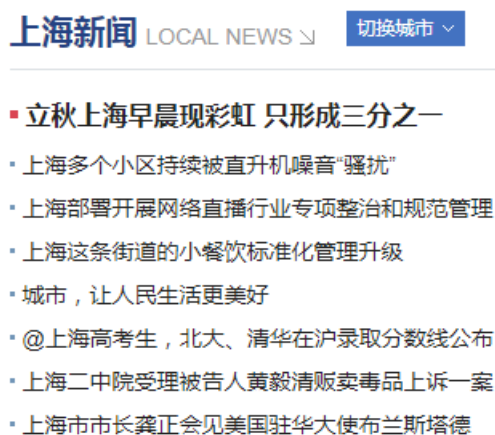 上海新闻 LOCAL NEWS 切换城市
立秋上海早晨现彩虹 只形成三分之一
上海多个小区持续被直升机噪音“骚扰”
上海部署开展网络直播行业专项整治和规范管理
上海这条街道的小餐饮标准化管理升级
城市，让人民生活更美好
@上海高考生，北大、清华在沪录取分数线公布
上海二中院受理被告人黄毅清贩卖毒品上诉一案
上海市市长龚正会见美国驻华大使布兰斯塔德